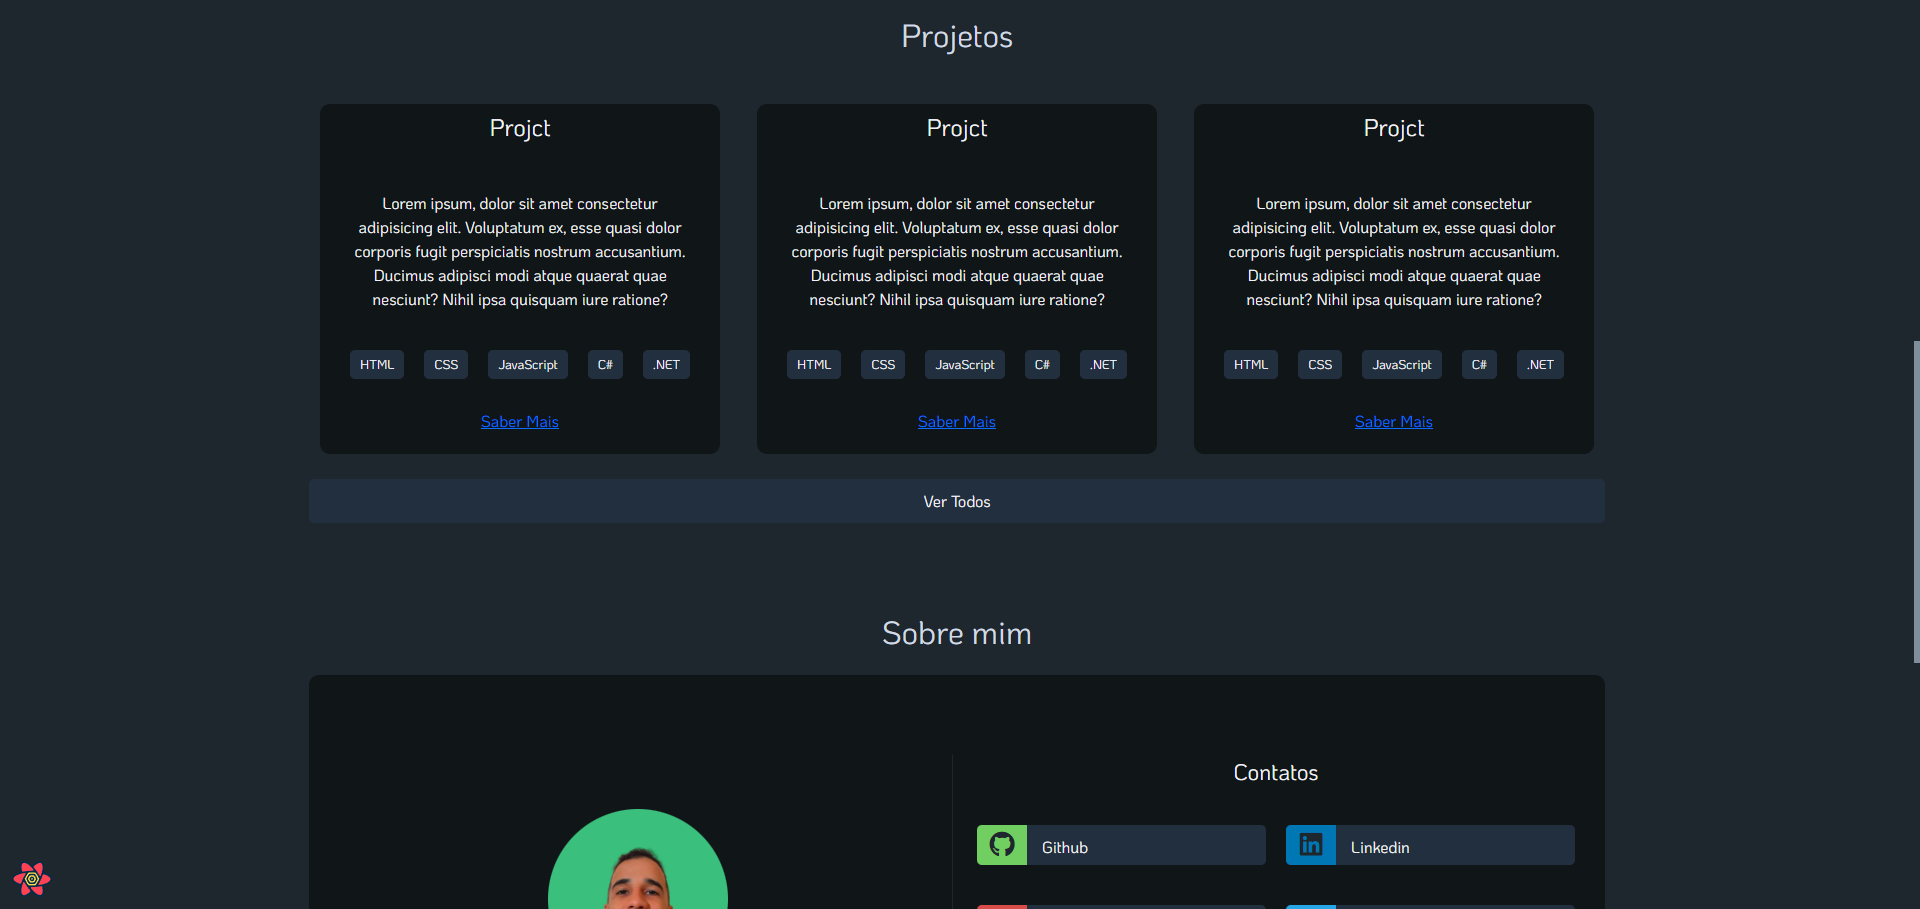 Projetos
Projct
Lorem ipsum, dolor sit amet consectetur
adipisicing elit. Voluptatum ex, esse quasi dolor
corporis fugit perspiciatis nostrum accusantium.
Ducimus adipisci modi atque quaerat quae
nesciunt? Nihil ipsa quisquam iure ratione?
HTML CSS JavaScript C# .NET
Saber Mais
Projct
Lorem ipsum, dolor sit amet consectetur
adipisicing elit. Voluptatum ex, esse quasi dolor
corporis fugit perspiciatis nostrum accusantium.
Ducimus adipisci modi atque quaerat quae
nesciunt? Nihil ipsa quisquam iure ratione?
HTML CSS JavaScript C# .NET
Saber Mais
Projct
Lorem ipsum, dolor sit amet consectetur
adipisicing elit. Voluptatum ex, esse quasi dolor
corporis fugit perspiciatis nostrum accusantium.
Ducimus adipisci modi atque quaerat quae
nesciunt? Nihil ipsa quisquam iure ratione?
HTML CSS JavaScript C# .NET
Saber Mais
Ver Todos
Sobre mim
Contatos
Github
Linkedin